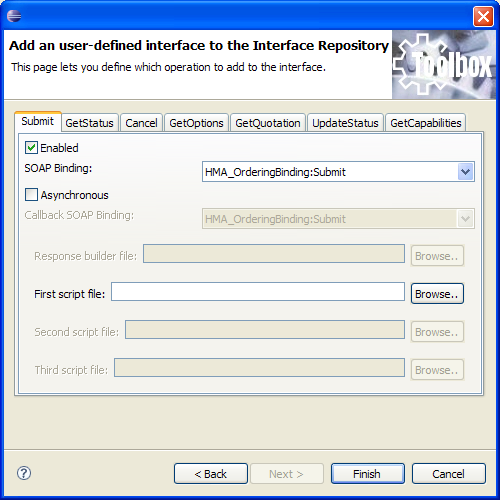 Add an user-defined interface to the Interface Repository
This page lets you define which operation to add to the interface.
Toolbox
Submit GetStatus Cancel GetOptions GetQuotation UpdateStatus GetCapabilities
Enabled
SOAP Binding: HMA_OrderingBinding:Submit
Asynchronous
Callback SOAP Binding: HMA_OrderingBinding:Submit
Response builder file: Browse..
First script file: Browse..
Second script file: Browse..
Third script file: Browse..
? < Back Next > Finish Cancel